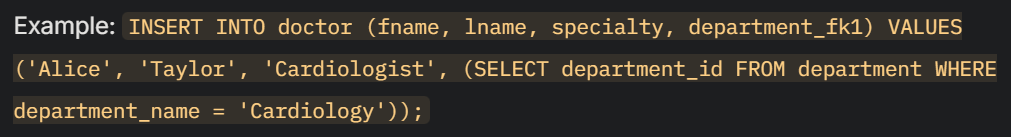 Example: INSERT INTO doctor (fname, lname, specialty, department_fk1) VALUES
('Alice', 'Taylor', 'Cardiologist', (SELECT department_id FROM department WHERE
department_name = 'Cardiology'));